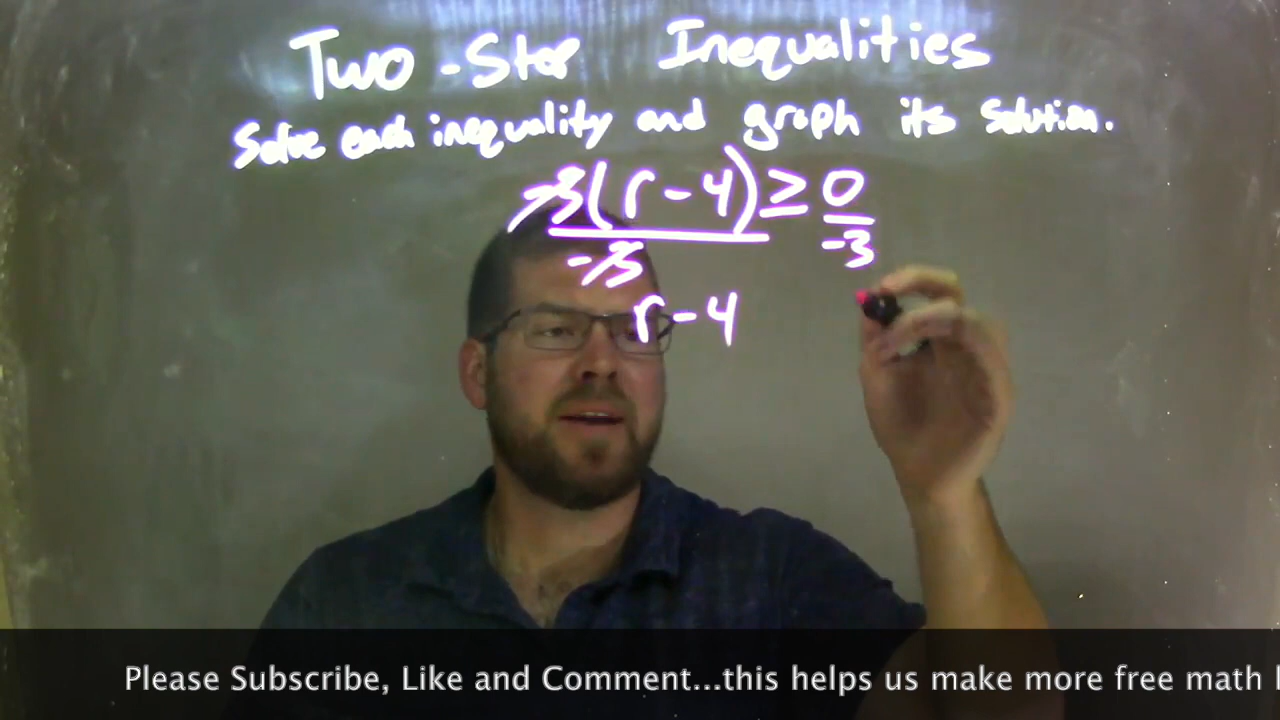 Two-Step Inequalities
Solve each inequality and graph its solution.
-3(r-4) ≥ 0
-3 -3
r-4
Please Subscribe, Like and Comment...this helps us make more free math